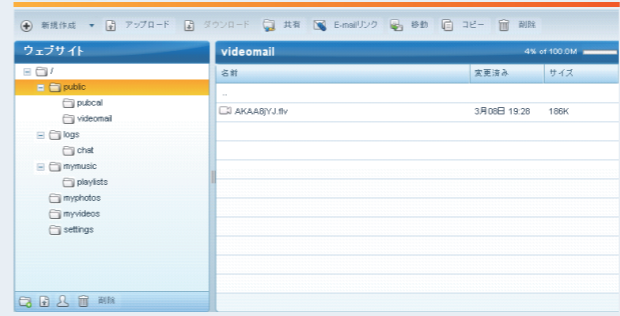 新規作成 アップロード ダウンロード 共有 E-mailリンク 移動 コピー 削除
ウェブサイト
/
public
pubcal
videomail
logs
chat
mymusic
playlists
myphotos
myvideos
settings
削除
videomail 4% of 100.0M
名前 変更済み サイズ
..
AKAA8jYJ.flv 3月08日 19:28 186K